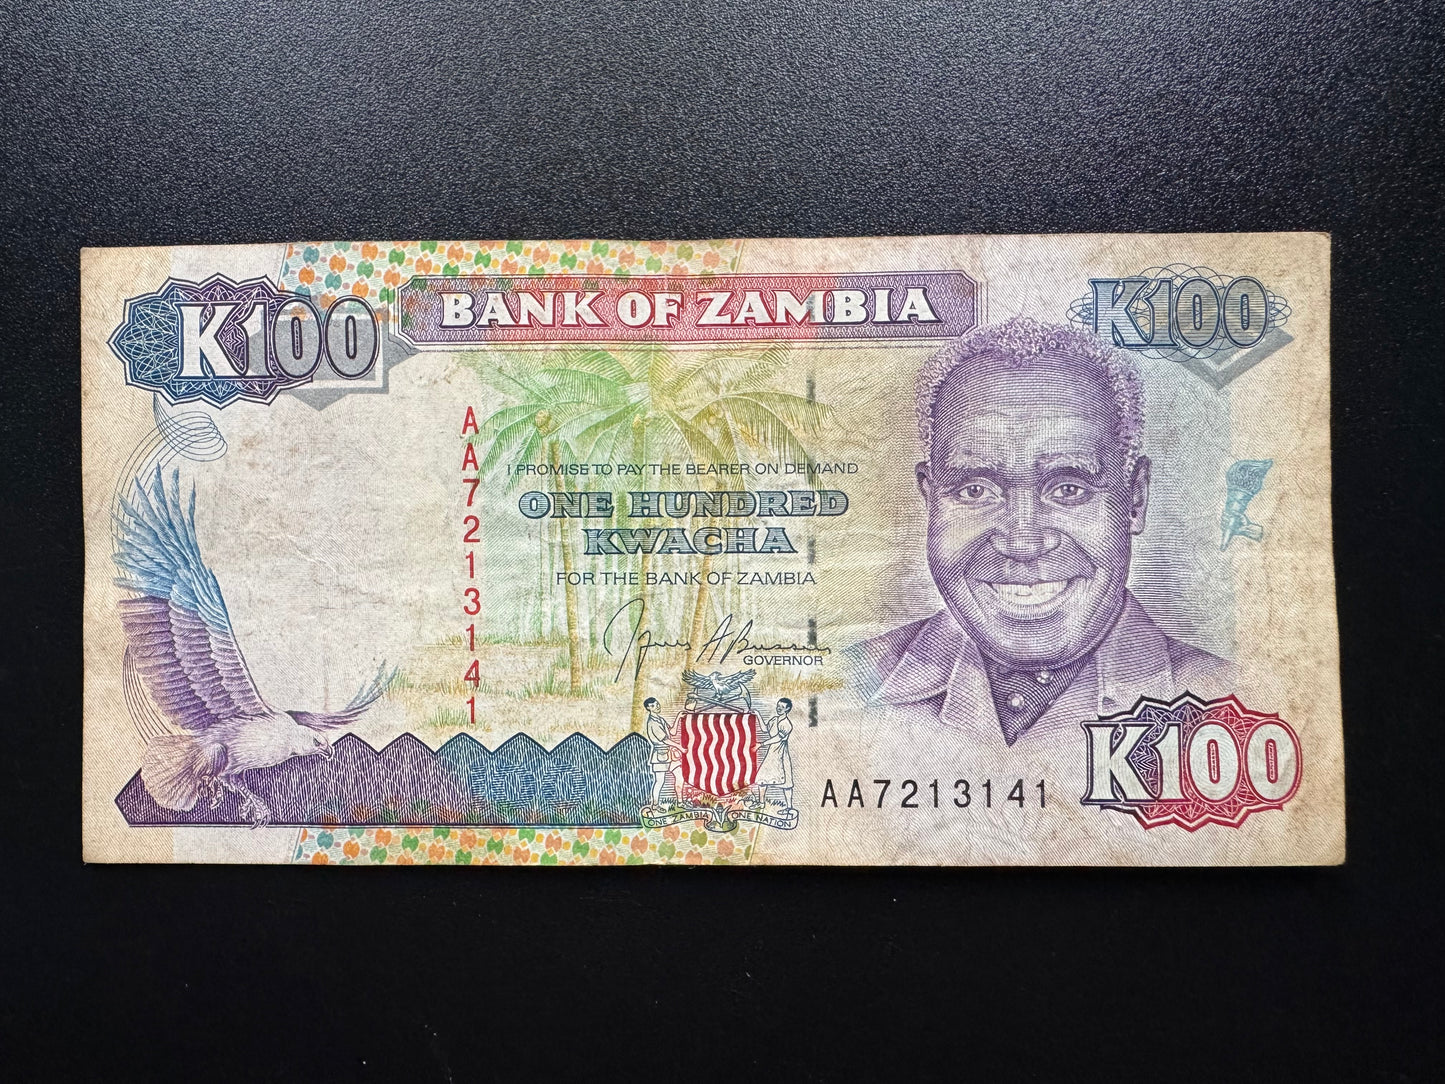 K100
BANK OF ZAMBIA
K100
AA7213141
I PROMISE TO PAY THE BEARER ON DEMAND
ONE HUNDRED
KWACHA
FOR THE BANK OF ZAMBIA
GOVERNOR
ONE ZAMBIA ONE NATION
AA7213141
K100